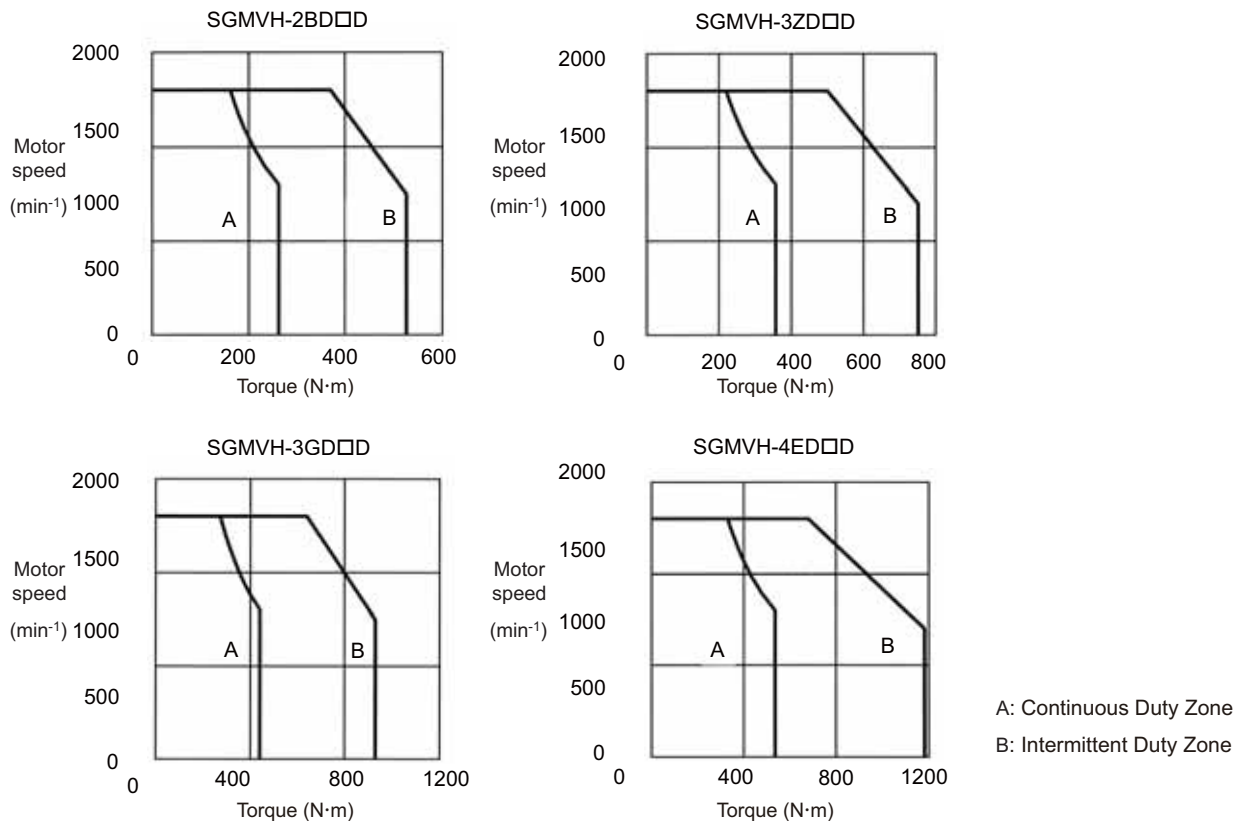 SGMVH-2BD□D
2000
1500
1000
500
0
Motor
speed
(min-1)
A
B
0
200
400
600
Torque (N·m)
SGMVH-3ZD□D
2000
1500
1000
500
0
Motor
speed
(min-1)
A
B
0
200
400
600
800
Torque (N·m)
SGMVH-3GD□D
2000
1500
1000
500
0
Motor
speed
(min-1)
A
B
0
400
800
1200
Torque (N·m)
SGMVH-4ED□D
2000
1500
1000
500
0
Motor
speed
(min-1)
A
B
0
400
800
1200
Torque (N·m)
A: Continuous Duty Zone
B: Intermittent Duty Zone